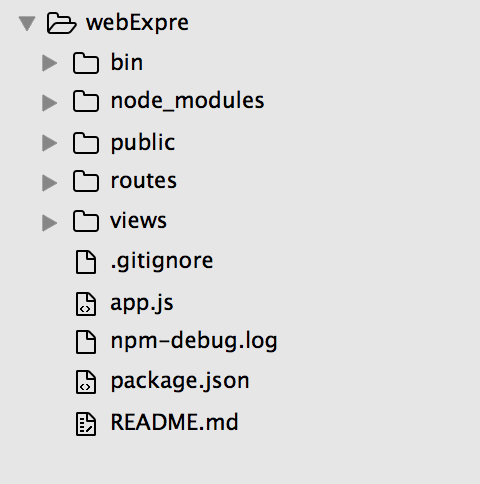 webExpre
bin
node_modules
public
routes
views
.gitignore
app.js
npm-debug.log
package.json
README.md